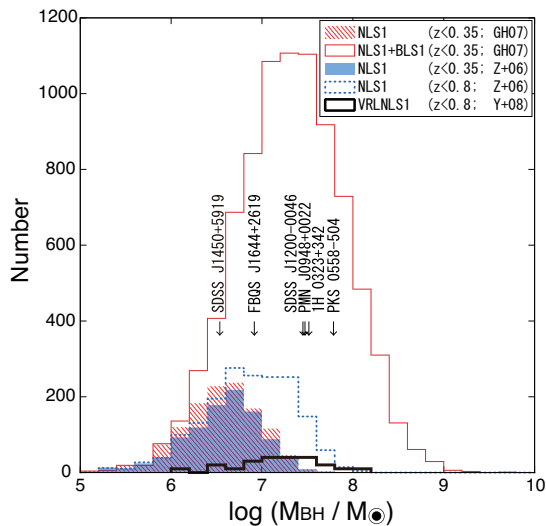 NLS1 (z<0.35; GH07)
NLS1+BLS1 (z<0.35; GH07)
NLS1 (z<0.35; Z+06)
NLS1 (z<0.8; Z+06)
VRLNLS1 (z<0.8; Y+08)
1200
1000
800
600
400
200
0
Number
SDSS J1450+5919
FBQS J1644+2619
SDSS J1200-0046
PMN J0948+0022
1H 0323+342
PKS 0558-504
5 6 7 8 9 10
log (MBH / M☉)